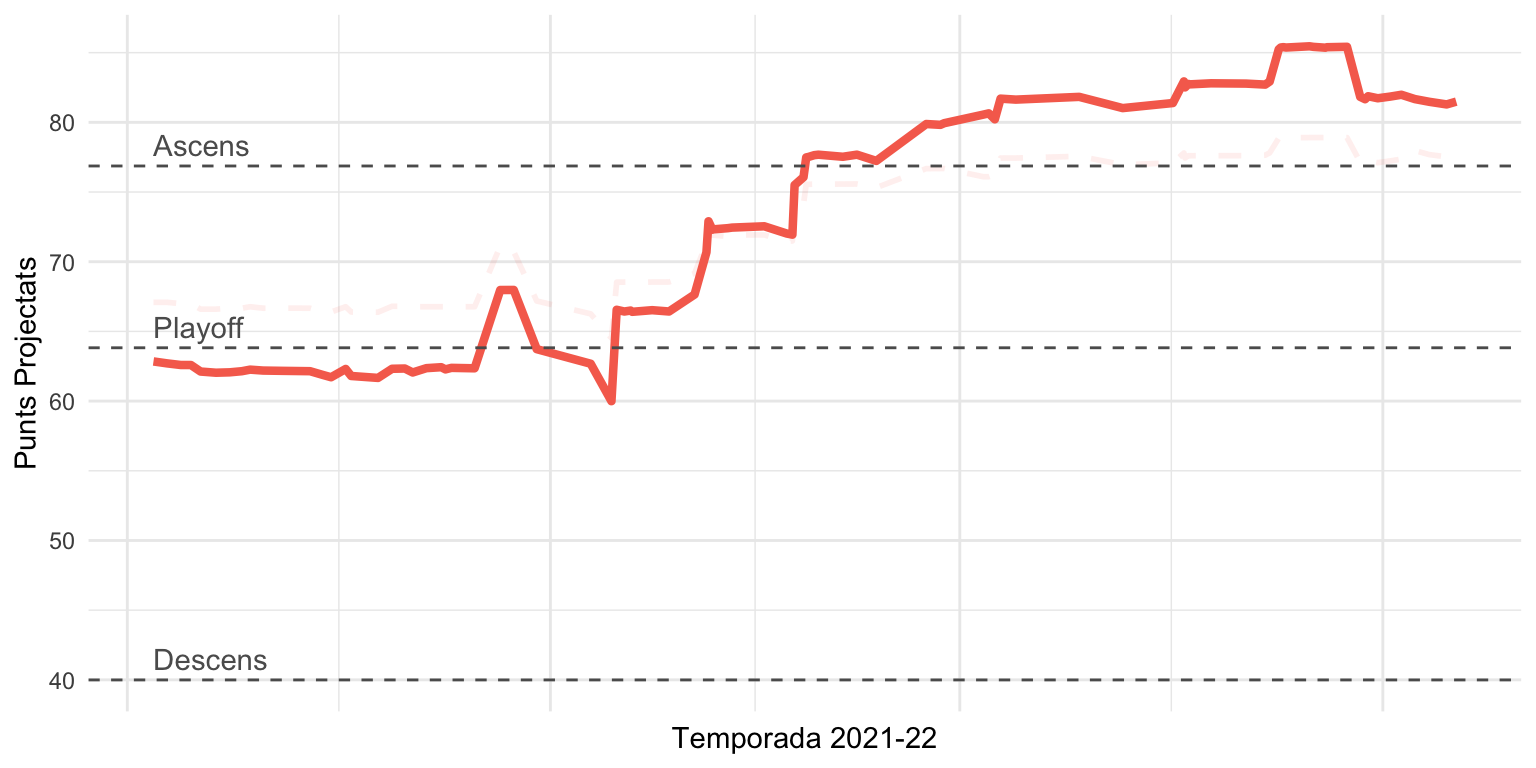 80
Ascens
70
Playoff
60
50
Descens
40
Punts Projectats
Temporada 2021-22